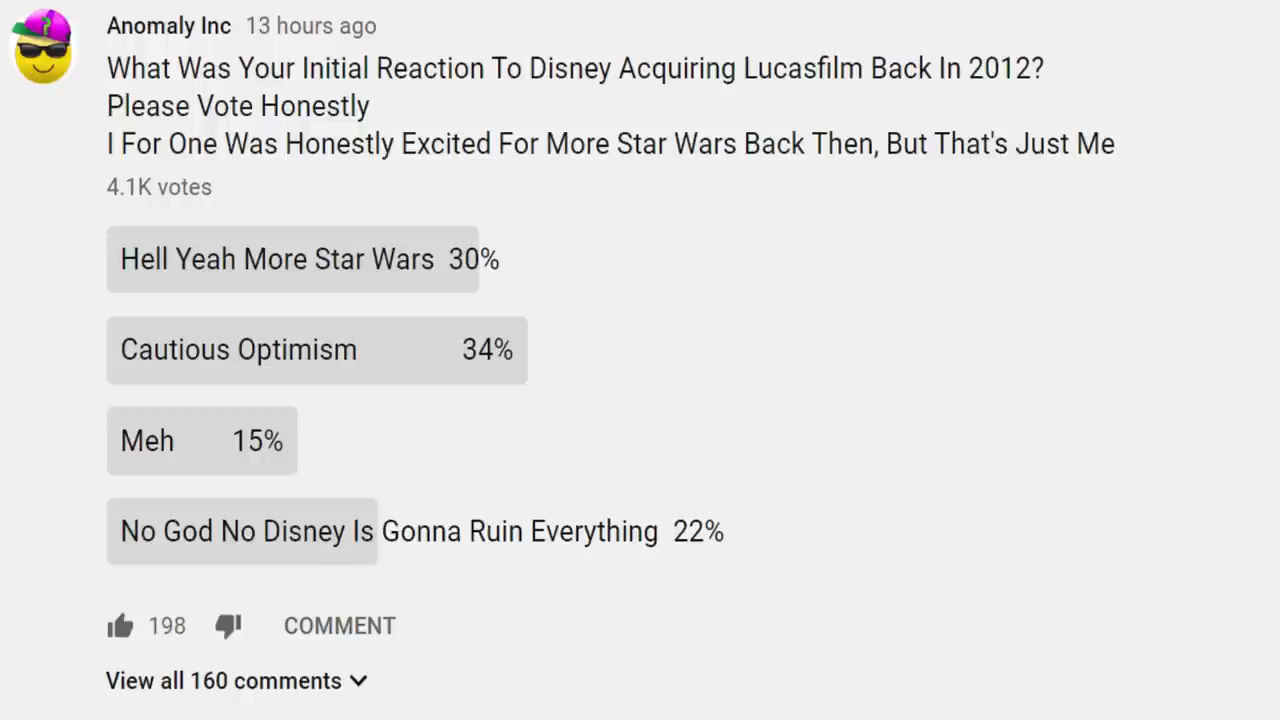 Anomaly Inc 13 hours ago
What Was Your Initial Reaction To Disney Acquiring Lucasfilm Back In 2012?
Please Vote Honestly
I For One Was Honestly Excited For More Star Wars Back Then, But That's Just Me
4.1K votes
Hell Yeah More Star Wars 30%
Cautious Optimism 34%
Meh 15%
No God No Disney Is Gonna Ruin Everything 22%
198 COMMENT
View all 160 comments